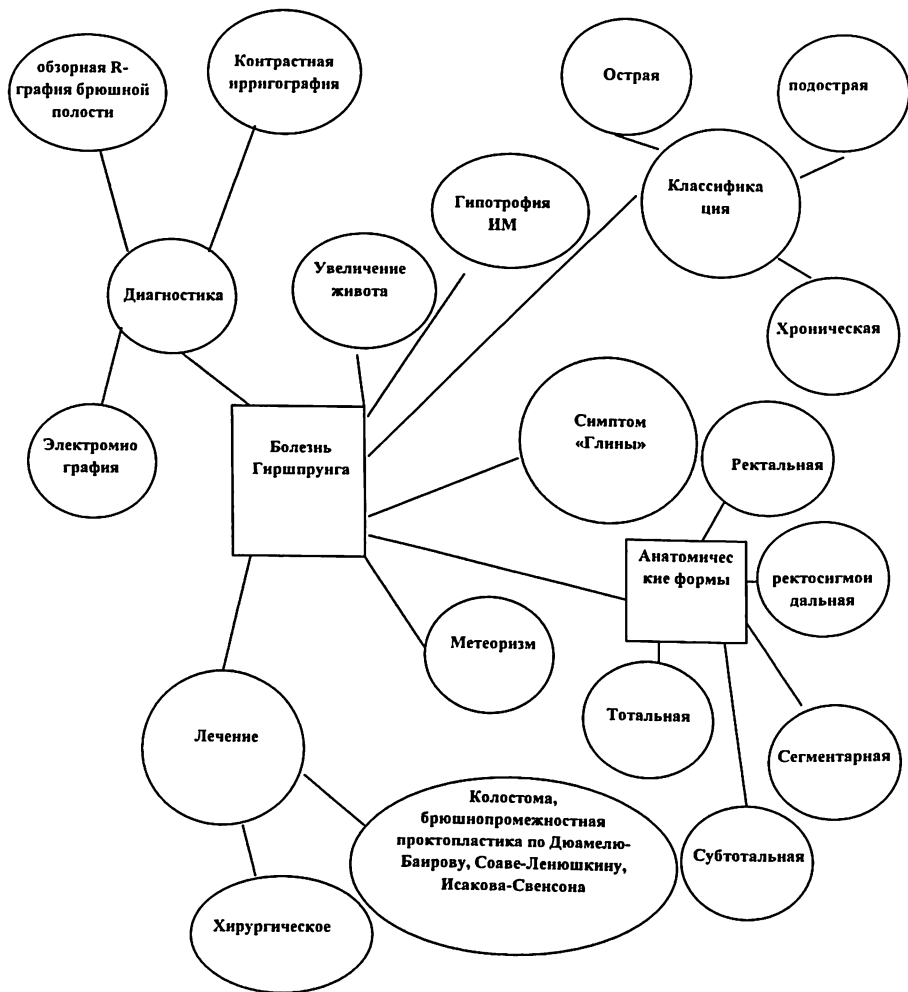 обзорная R-
графия брюшной
полости
Контрастная
ирригография
Острая
подострая
Классифика
ция
Гипотрофия
ИМ
Увеличение
живота
Диагностика
Хроническая
Электромио
графия
Болезнь
Гиршпрунга
Симптом
«Глины»
Ректальная
Анатомичес
кие формы
ректосигмои
дальная
Метеоризм
Тотальная
Лечение
Сегментарная
Колостома,
брюшнопромежностная
проктопластика по Дюамелю-
Баирову, Соаве-Ленюшкину,
Исакова-Свенсона
Субтотальная
Хирургическое